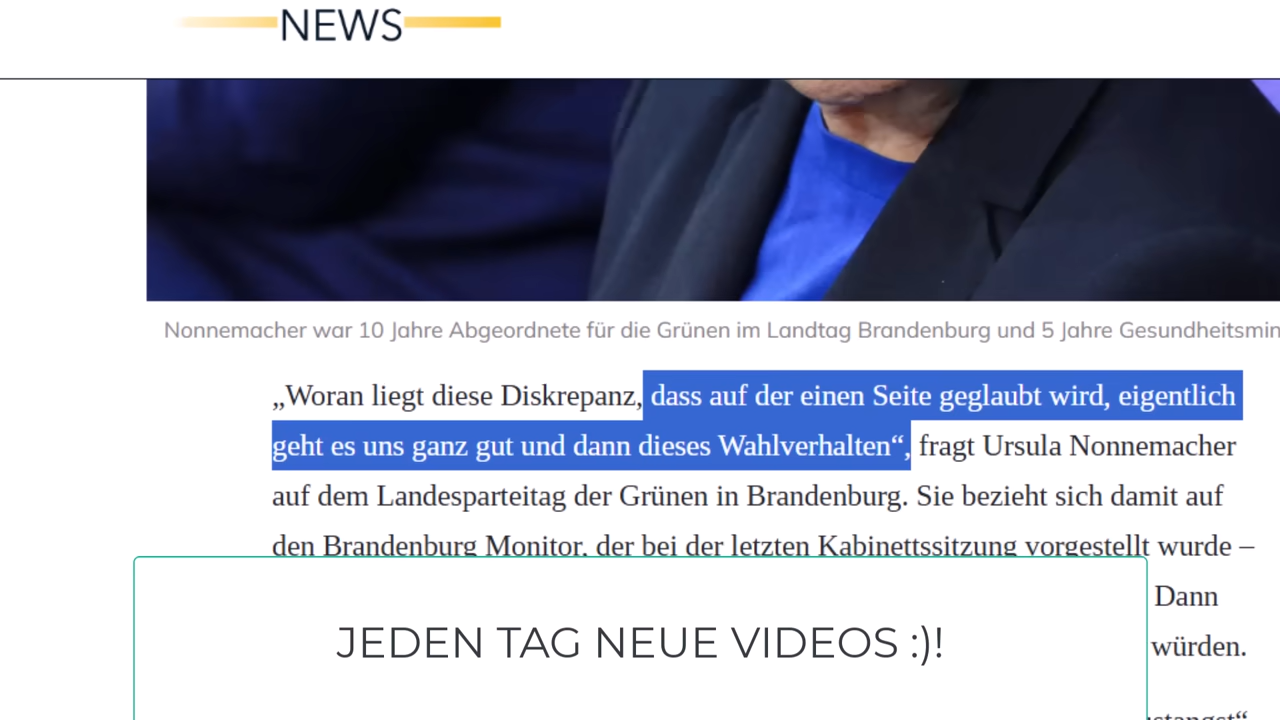 NEWS
Nonnemacher war 10 Jahre Abgeordnete für die Grünen im Landtag Brandenburg und 5 Jahre
„Woran liegt diese Diskrepanz, dass auf der einen Seite geglaubt wird, eigentlich
geht es uns ganz gut und dann dieses Wahlverhalten“, fragt Ursula Nonnemacher
auf dem Landesparteitag der Grünen in Brandenburg. Sie bezieht sich damit auf
den Brandenburg Monitor, der bei der letzten Kabinettssitzung vorgestellt wurde –
Dann
würden.
JEDEN TAG NEUE VIDEOS :)!